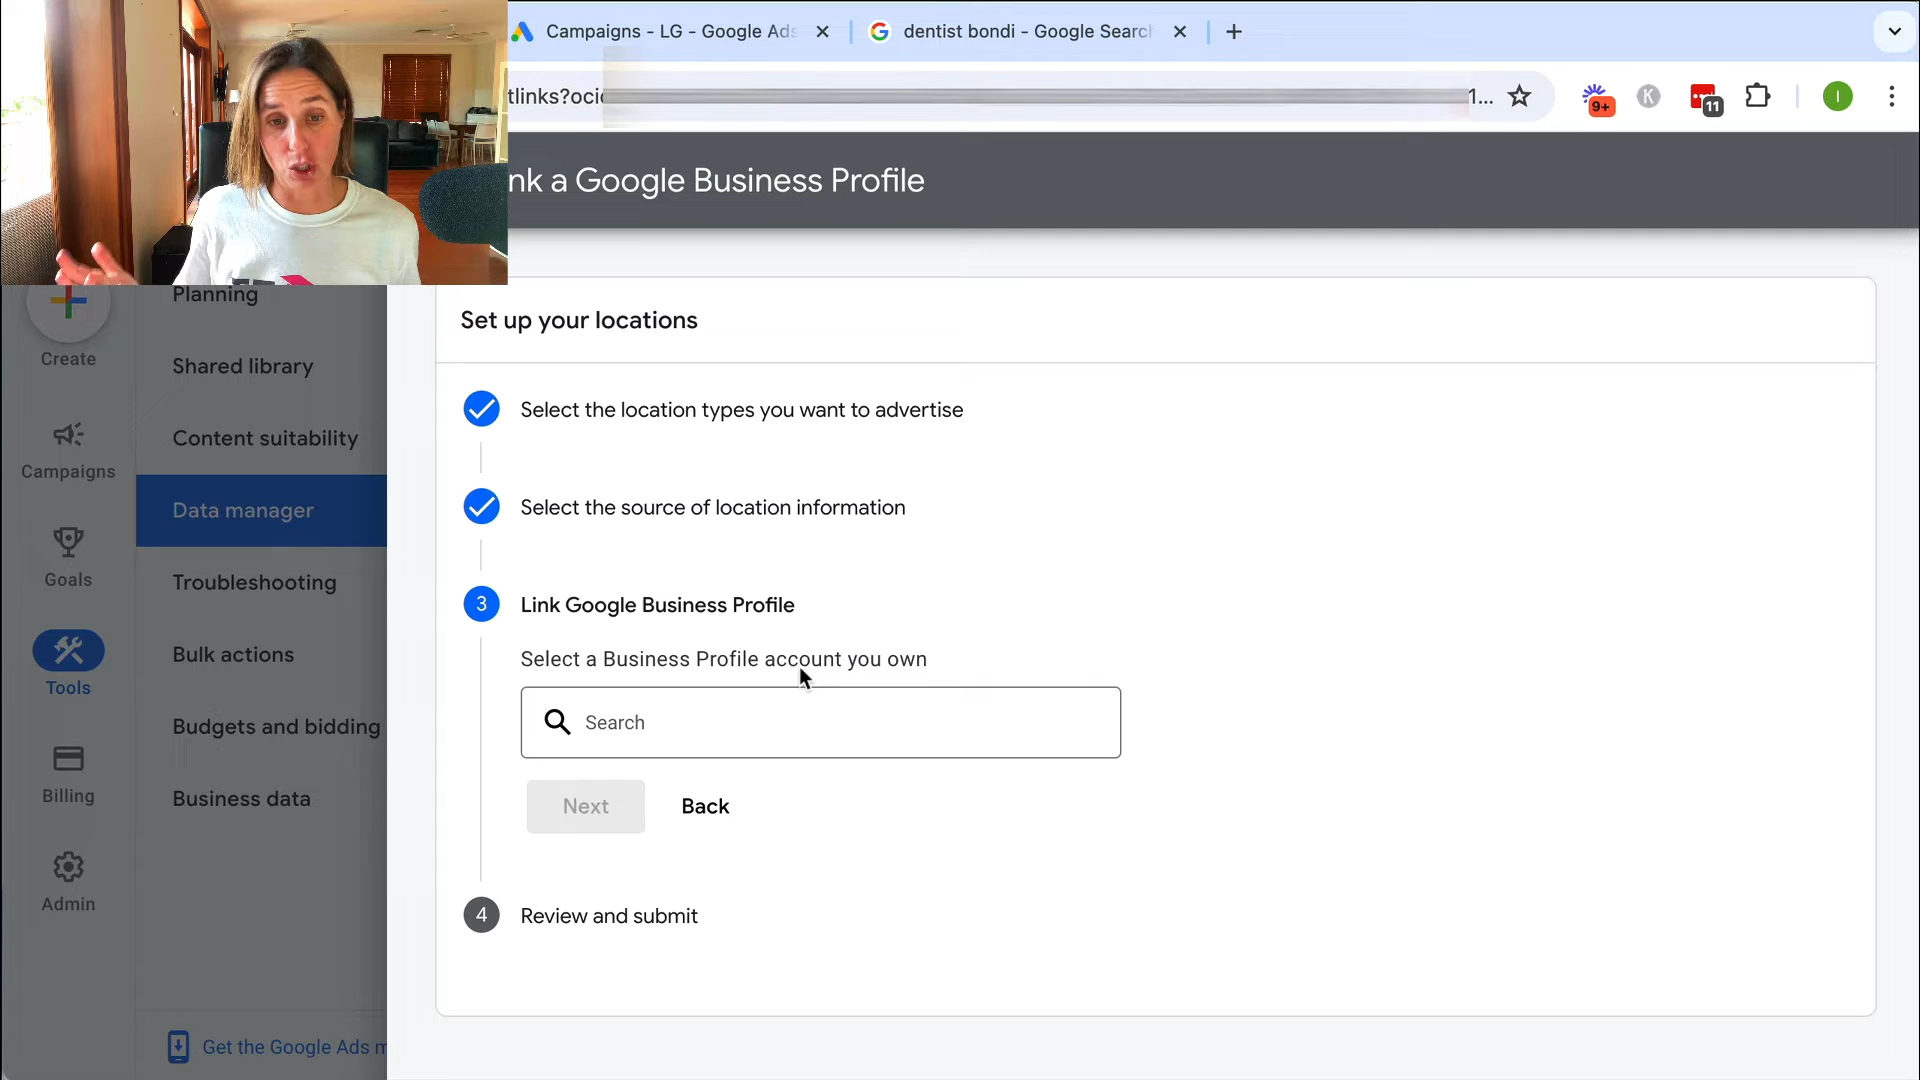 Campaigns - LG - Google Ads
dentist bondi - Google Search
tlinks?oci
1...
9+
K
11
I
nk a Google Business Profile
Planning
Create
Shared library
Campaigns
Content suitability
Data manager
Goals
Troubleshooting
Tools
Bulk actions
Budgets and bidding
Billing
Business data
Admin
Get the Google Ads m
Set up your locations
Select the location types you want to advertise
Select the source of location information
3
Link Google Business Profile
Select a Business Profile account you own
Search
Next
Back
4
Review and submit